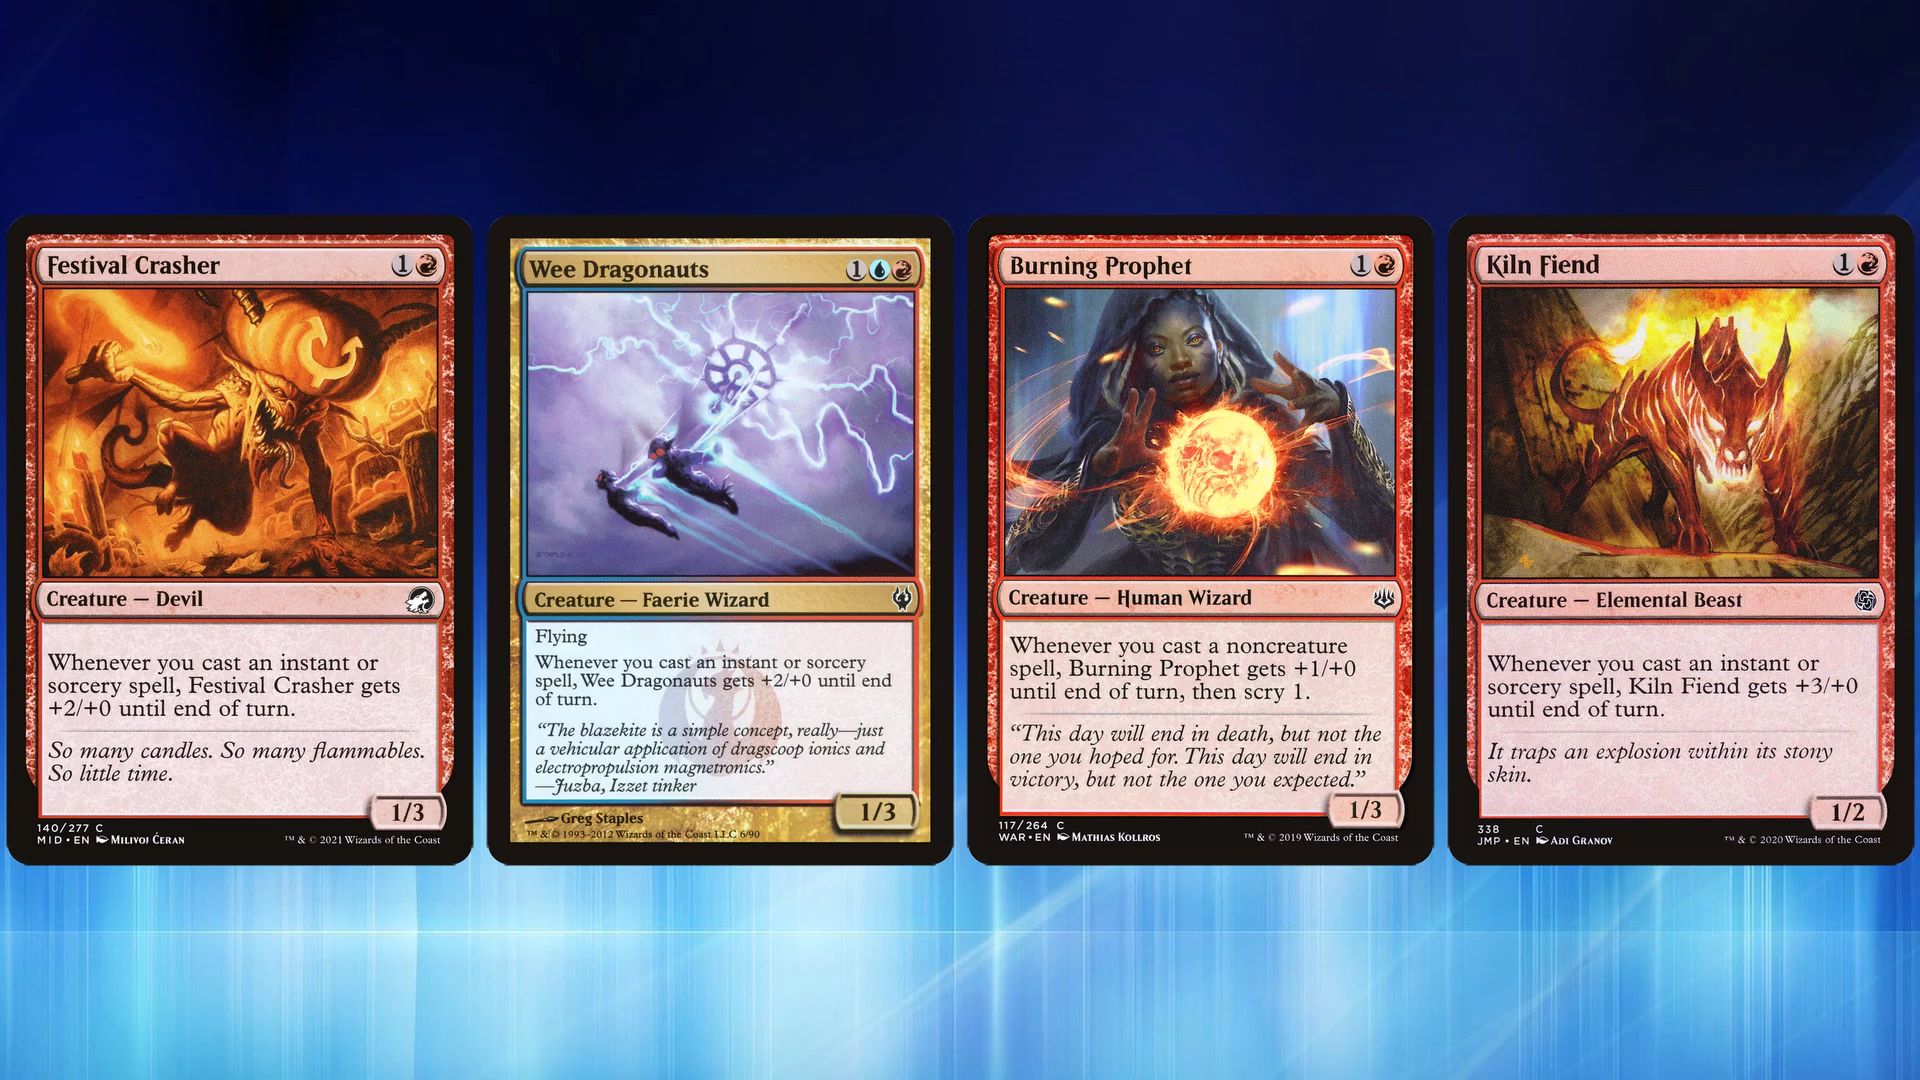 Festival Crasher 1
Creature — Devil
Whenever you cast an instant or
sorcery spell, Festival Crasher gets
+2/+0 until end of turn.
So many candles. So many flammables.
So little time.
1/3
140/277 C
MID • EN Milivoj Ćeran
™ & © 2021 Wizards of the Coast
Wee Dragonauts 1
Creature — Faerie Wizard
Flying
Whenever you cast an instant or sorcery
spell, Wee Dragonauts gets +2/+0 until end
of turn.
“The blazekite is a simple concept, really—just
a vehicular application of dragscoop ionics and
electropropulsion magnetronics.”
—Juzba, Izzet tinker
1/3
Greg Staples
™ & © 1993–2012 Wizards of the Coast LLC 6/90
Burning Prophet 1
Creature — Human Wizard
Whenever you cast a noncreature
spell, Burning Prophet gets +1/+0
until end of turn, then scry 1.
“This day will end in death, but not the
one you hoped for. This day will end in
victory, but not the one you expected.”
1/3
117/264 C
WAR • EN Mathias Kollros
™ & © 2019 Wizards of the Coast
Kiln Fiend 1
Creature — Elemental Beast
Whenever you cast an instant or
sorcery spell, Kiln Fiend gets +3/+0
until end of turn.
It traps an explosion within its stony
skin.
1/2
338 C
JMP • EN Adi Granov
™ & © 2020 Wizards of the Coast